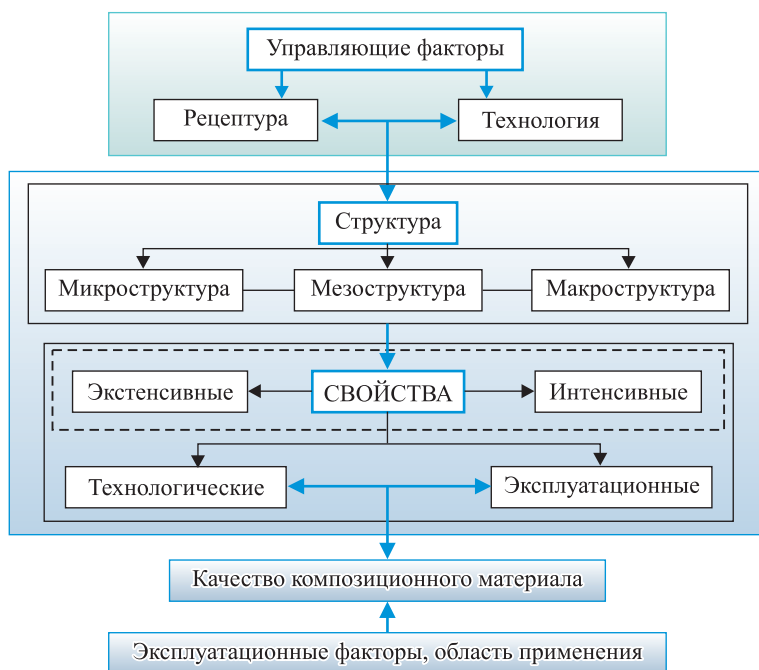 Управляющие факторы
Рецептура
Технология
Структура
Микроструктура
Мезоструктура
Макроструктура
Экстенсивные
СВОЙСТВА
Интенсивные
Технологические
Эксплуатационные
Качество композиционного материала
Эксплуатационные факторы, область применения